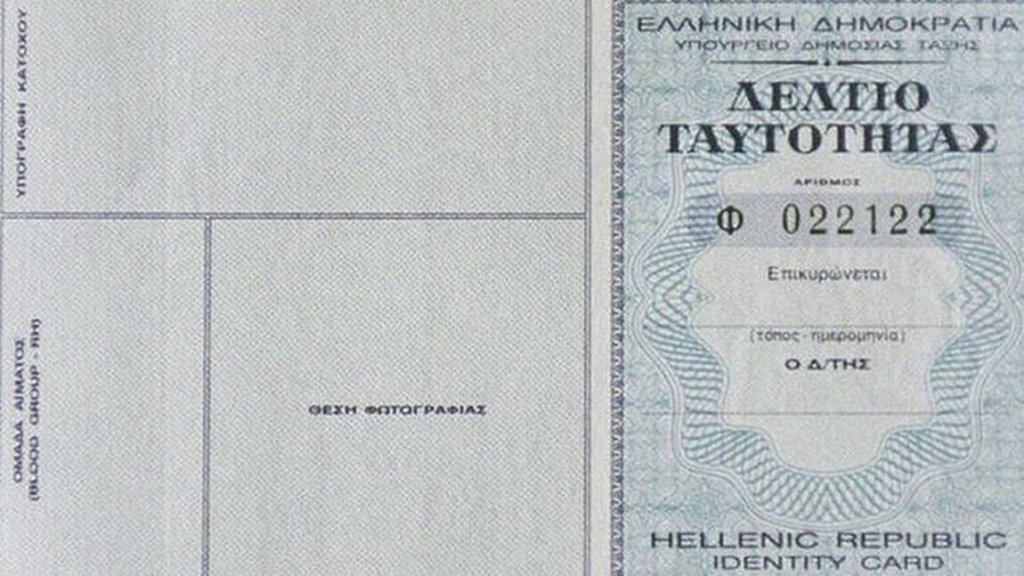 ΥΠΟΓΡΑΦΗ ΚΑΤΟΧΟΥ
ΟΜΑΔΑ ΑΙΜΑΤΟΣ
(BLOOD GROUP - RH)
ΘΕΣΗ ΦΩΤΟΓΡΑΦΙΑΣ
ΕΛΛΗΝΙΚΗ ΔΗΜΟΚΡΑΤΙΑ
ΥΠΟΥΡΓΕΙΟ ΔΗΜΟΣΙΑΣ ΤΑΞΗΣ
ΔΕΛΤΙΟ
ΤΑΥΤΟΤΗΤΑΣ
ΑΡΙΘΜΟΣ
Φ 022122
Επικυρώνεται
(τόπος - ημερομηνία)
Ο Δ/ΤΗΣ
HELLENIC REPUBLIC
IDENTITY CARD